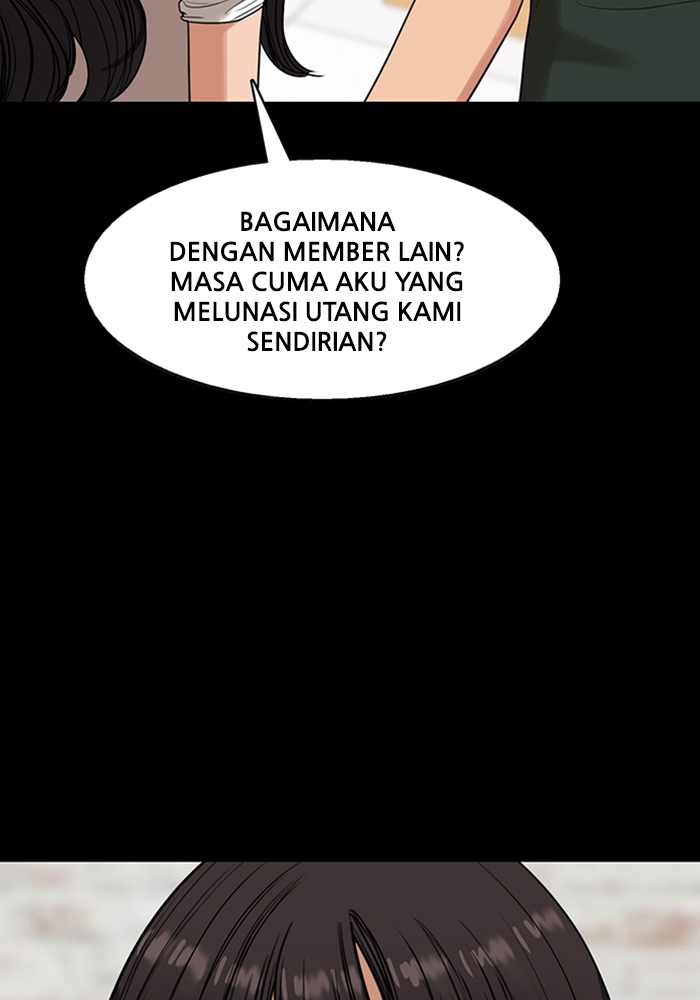 BAGAIMANA
DENGAN MEMBER LAIN?
MASA CUMA AKU YANG
MELUNASI UTANG KAMI
SENDIRIAN?